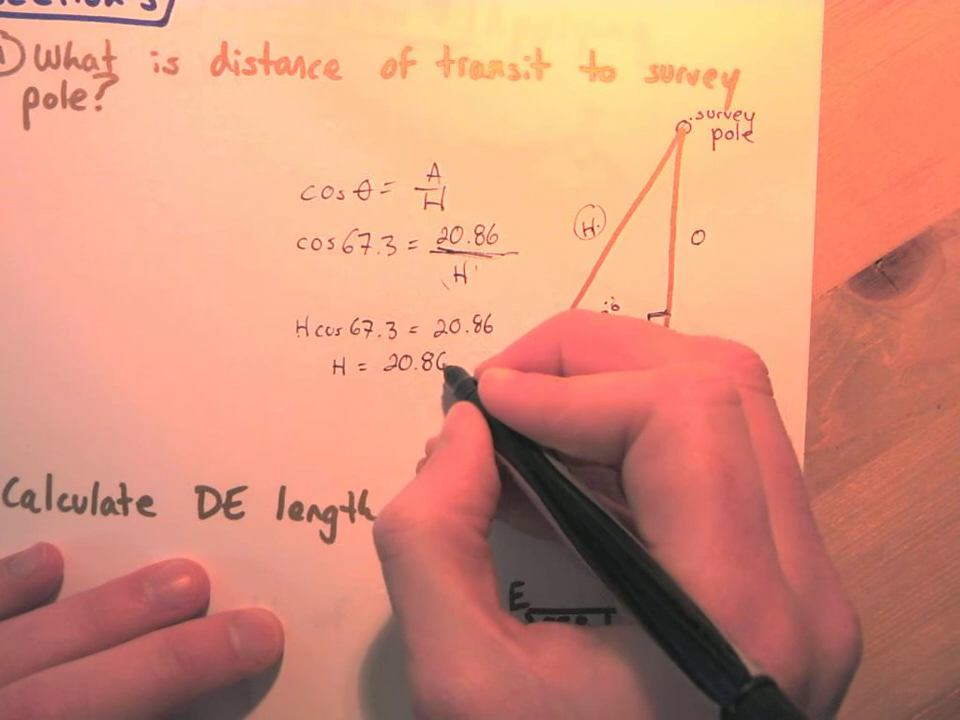 1) What is distance of transit to survey
pole?
survey
pole
cos θ = A/H
cos 67.3 = 20.86/H
H
O
H cos 67.3 = 20.86
H = 20.86
Calculate DE length
E